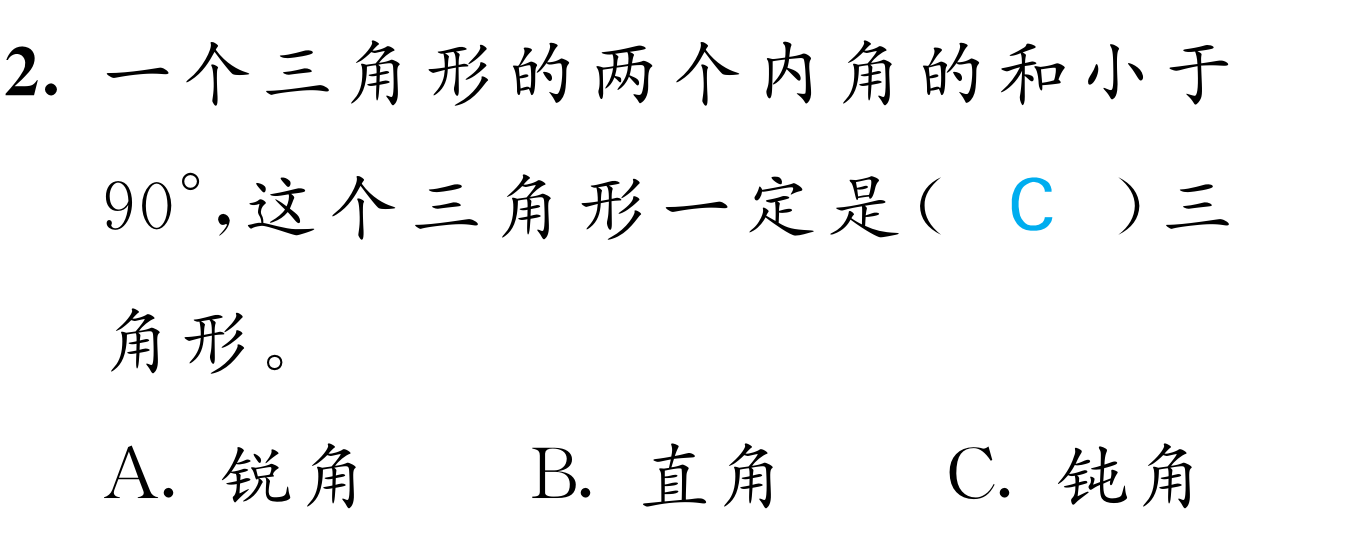 2. 一个三角形的两个内角的和小于
90°,这个三角形一定是( C )三
角形。
A. 锐角 B. 直角 C. 钝角